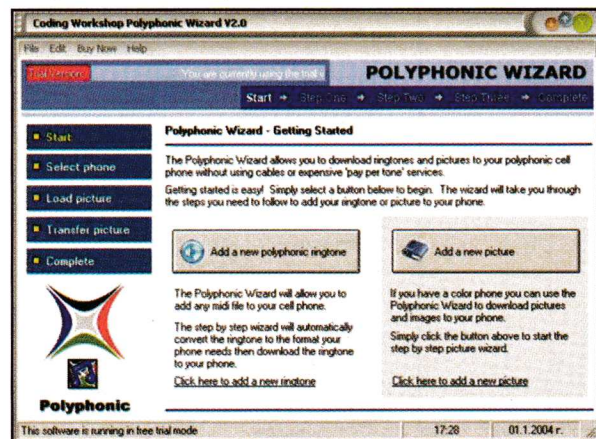 Coding Workshop Polyphonic Wizard V2.0
File Edit Buy Now Help
Trial Version You are currently using the trial v
POLYPHONIC WIZARD
Start Step One Step Two Step Three Complete
Start
Select phone
Load picture
Transfer picture
Complete
Polyphonic
Polyphonic Wizard - Getting Started
The Polyphonic Wizard allows you to download ringtones and pictures to your polyphonic cell
phone without using cables or expensive 'pay per tone' services.
Getting started is easy! Simply select a button below to begin. The wizard will take you through
the steps you need to follow to add your ringtone or picture to your phone.
Add a new polyphonic ringtone
The Polyphonic Wizard will allow you to
add any midi file to your cell phone.
The step by step wizard will automatically
convert the ringtone to the format your
phone needs then download the ringtone
to your phone.
Click here to add a new ringtone
Add a new picture
If you have a color phone you can use the
Polyphonic Wizard to download pictures
and images to your phone.
Simply click the button above to start the
step by step picture wizard.
Click here to add a new picture
This software is running in free trial mode 17:28 01.1.2004 г.